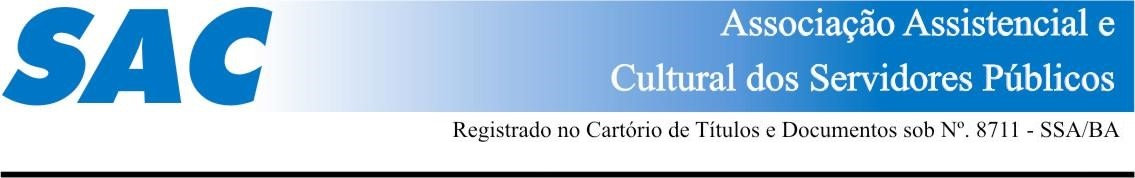 SAC
Associação Assistencial e
Cultural dos Servidores Públicos
Registrado no Cartório de Títulos e Documentos sob Nº. 8711 - SSA/BA